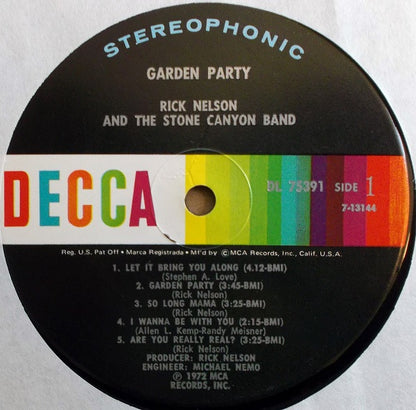 STEREOPHONIC
GARDEN PARTY
RICK NELSON
AND THE STONE CANYON BAND
DECCA
DL 75391 SIDE 1
7-13144
Reg. U.S. Pat Off • Marca Registrada • Mf'd by ©MCA Records, Inc., Calif. U.S.A.
1. LET IT BRING YOU ALONG (4.12-BMI)
(Stephen A. Love)
2. GARDEN PARTY (3:45-BMI)
(Rick Nelson)
3. SO LONG MAMA (3:25-BMI)
(Rick Nelson)
4. I WANNA BE WITH YOU (2:15-BMI)
(Allen L. Kemp-Randy Meisner)
5. ARE YOU REALLY REAL? (3:25-BMI)
(Rick Nelson)
PRODUCER: RICK NELSON
ENGINEER: MICHAEL NEMO
℗ 1972 MCA
RECORDS, INC.